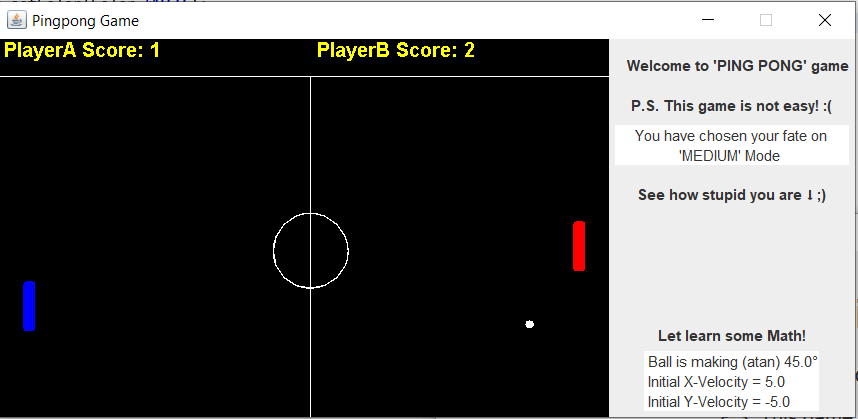 Pingpong Game
PlayerA Score: 1
PlayerB Score: 2
Welcome to 'PING PONG' game
P.S. This game is not easy! :(
You have chosen your fate on
'MEDIUM' Mode
See how stupid you are ↓ ;)
Let learn some Math!
Ball is making (atan) 45.0°
Initial X-Velocity = 5.0
Initial Y-Velocity = -5.0